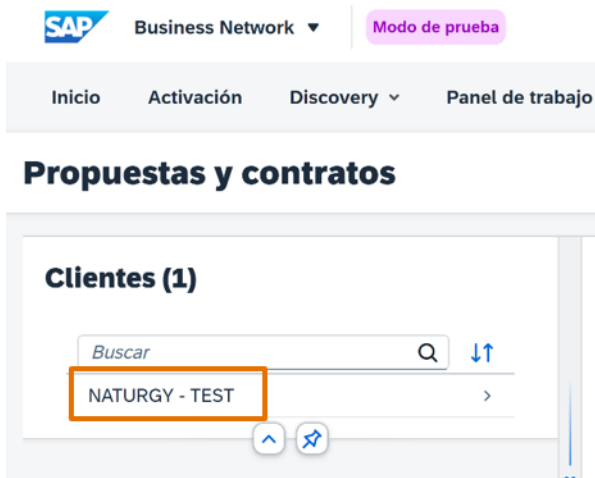 SAP Business Network Modo de prueba
Inicio Activación Discovery Panel de trabajo
Propuestas y contratos
Clientes (1)
Buscar
NATURGY - TEST